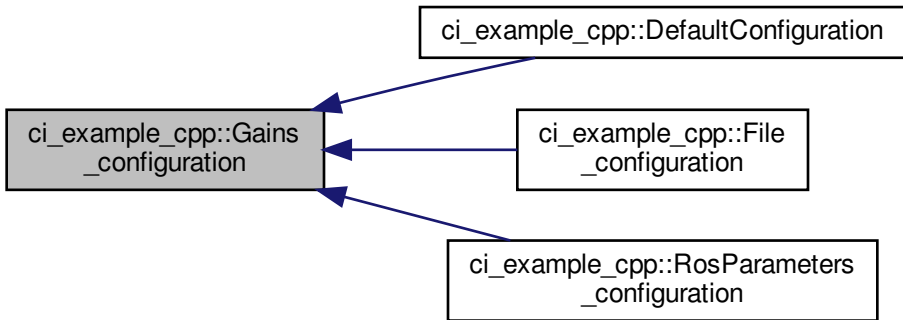 ci_example_cpp::DefaultConfiguration
ci_example_cpp::Gains
_configuration
ci_example_cpp::File
_configuration
ci_example_cpp::RosParameters
_configuration